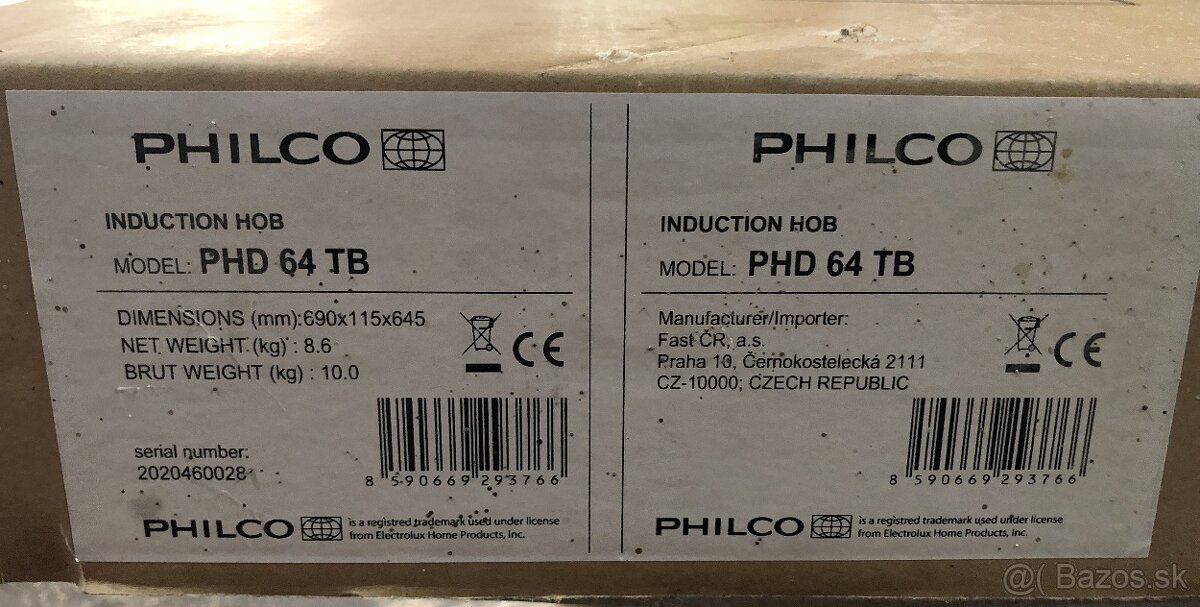 PHILCO
INDUCTION HOB
MODEL: PHD 64 TB
DIMENSIONS (mm):690x115x645
NET WEIGHT (kg) : 8.6
BRUT WEIGHT (kg) : 10.0
CE
serial number:
2020460028
8 590669 293766
PHILCO is a registred trademark used under license
from Electrolux Home Products, Inc.
PHILCO
INDUCTION HOB
MODEL: PHD 64 TB
Manufacturer/Importer:
Fast ČR, a.s.
Praha 10, Černokostelecká 2111
CZ-10000; CZECH REPUBLIC
CE
8 590669 293766
PHILCO is a registred trademark used under license
from Electrolux Home Products, Inc.
@( Bazos.sk